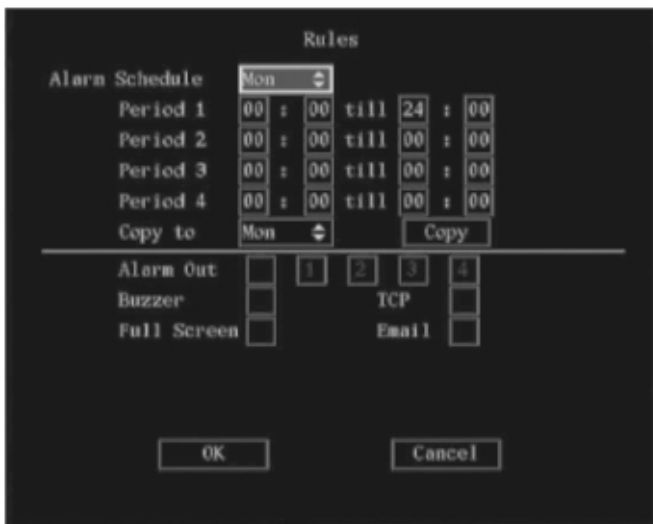 Rules
Alarm Schedule Mon
Period 1 00 : 00 till 24 : 00
Period 2 00 : 00 till 00 : 00
Period 3 00 : 00 till 00 : 00
Period 4 00 : 00 till 00 : 00
Copy to Mon Copy
Alarm Out 1 2 3 4
Buzzer TCP
Full Screen Email
OK Cancel